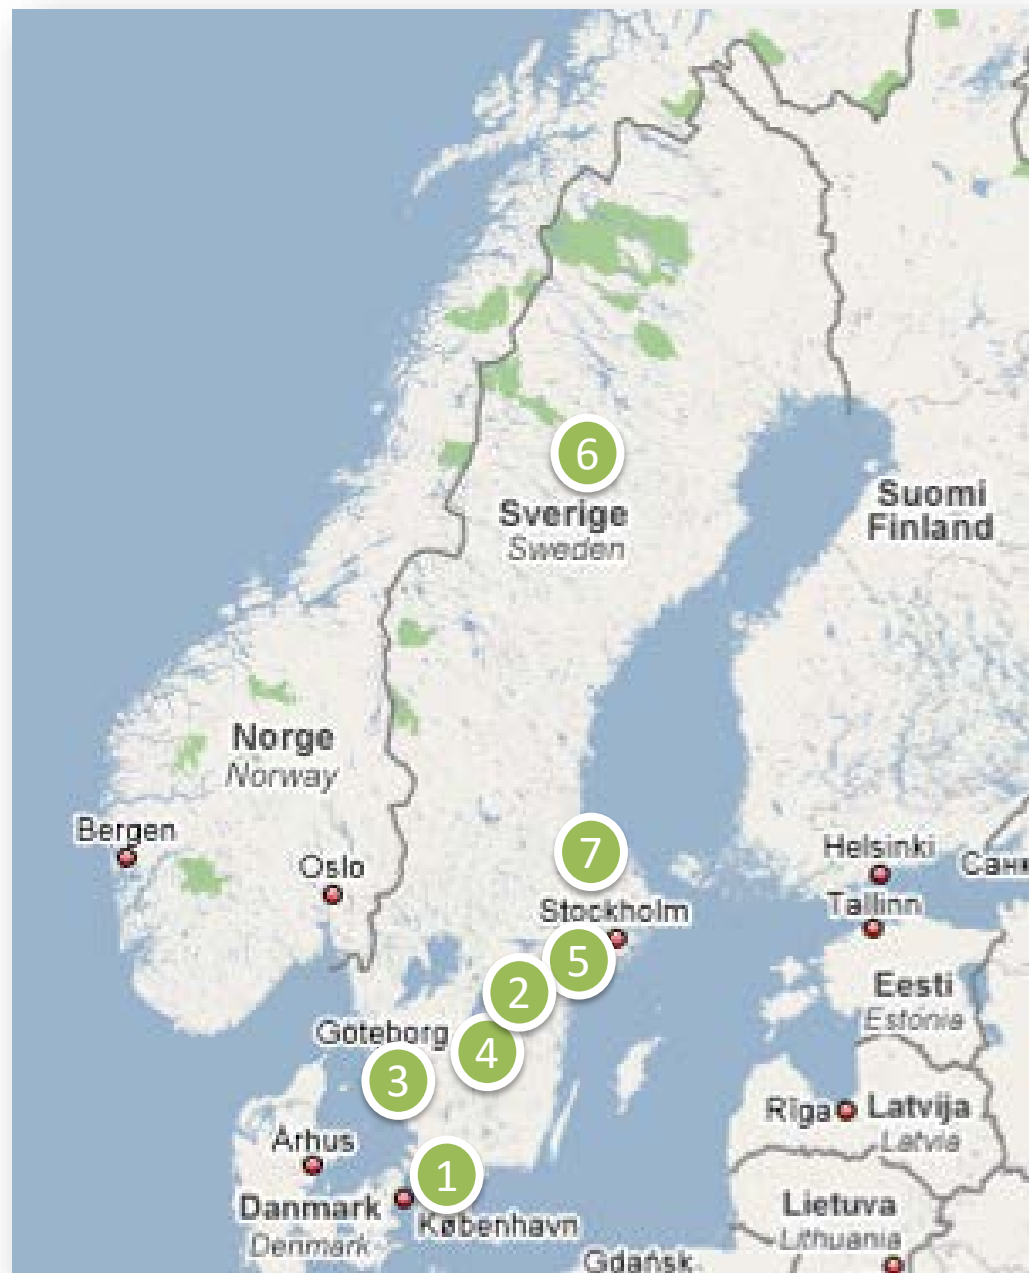 6
Sverige
Sweden
Suomi
Finland
Norge
Norway
Bergen
Oslo
7
Helsinki
Санк
Stockholm
Tallinn
5
2
Eesti
Estonia
Göteborg
4
3
Rīga
Latvija
Latvia
Århus
1
Danmark
København
Denmark
Lietuva
Lithuania
Gdańsk